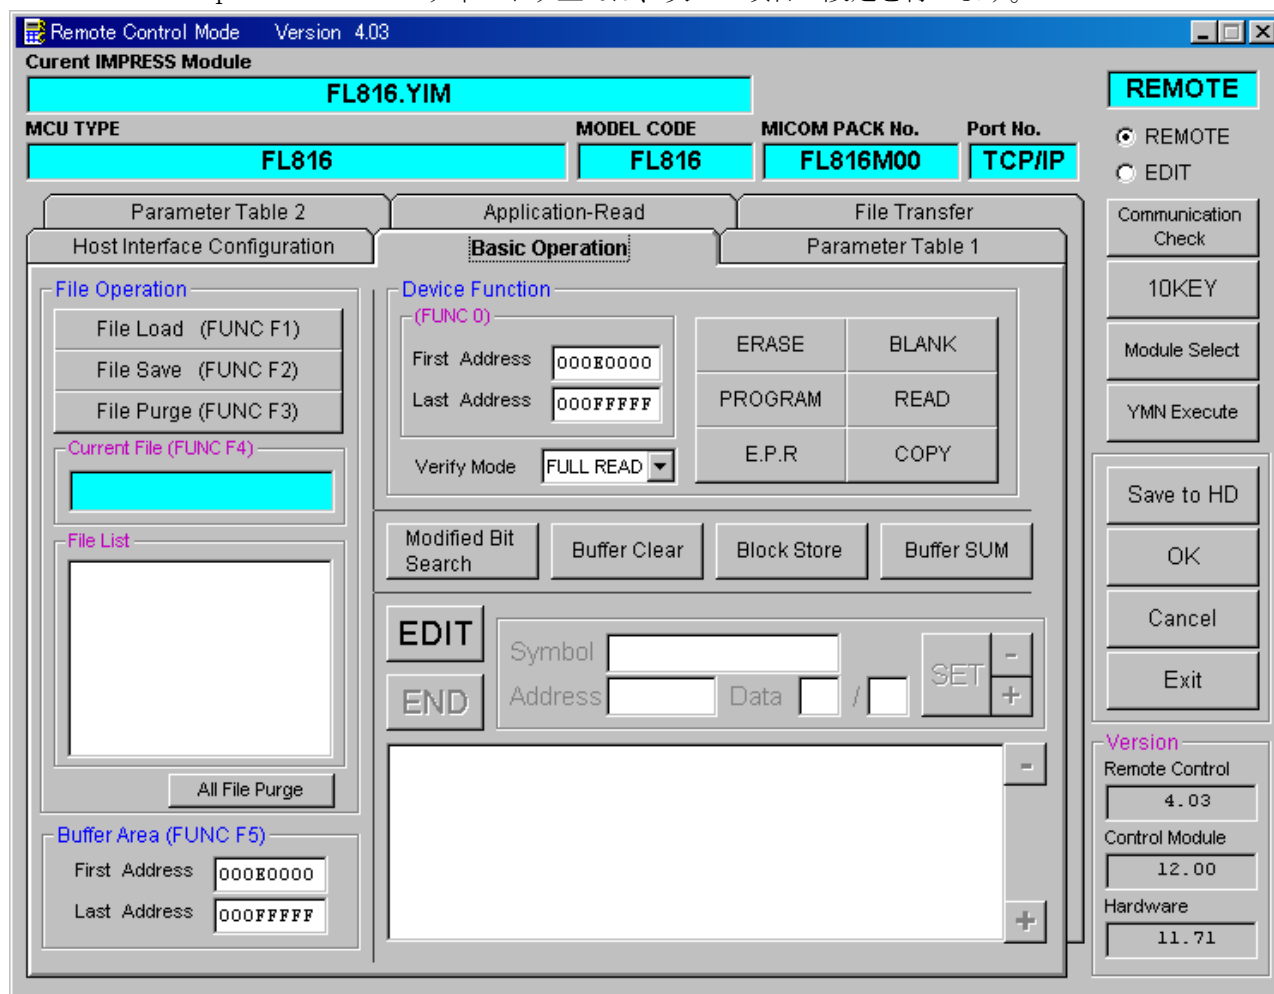 Remote Control Mode Version 4.03
Curent IMPRESS Module
FL816.YIM
MCU TYPE MODEL CODE MICOM PACK No. Port No.
FL816 FL816 FL816M00 TCP/IP
REMOTE
REMOTE
EDIT
Parameter Table 2 Application-Read File Transfer
Host Interface Configuration Basic Operation Parameter Table 1
File Operation
File Load (FUNC F1)
File Save (FUNC F2)
File Purge (FUNC F3)
Current File (FUNC F4)
File List
All File Purge
Buffer Area (FUNC F5)
First Address 000E0000
Last Address 000FFFFF
Device Function
(FUNC 0)
First Address 000E0000
Last Address 000FFFFF
Verify Mode FULL READ
ERASE BLANK
PROGRAM READ
E.P.R COPY
Modified Bit Search
Buffer Clear
Block Store
Buffer SUM
EDIT
END
Symbol
Address Data /
SET - +
-
+
Communication Check
10KEY
Module Select
YMN Execute
Save to HD
OK
Cancel
Exit
Version
Remote Control
4.03
Control Module
12.00
Hardware
11.71